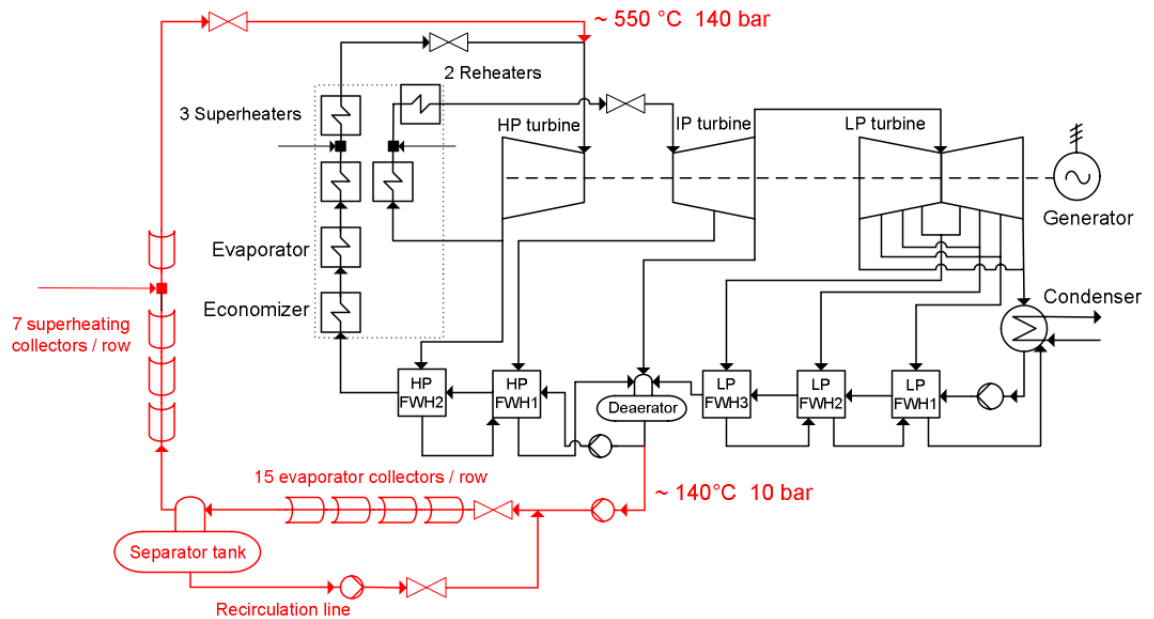 ~ 550 °C 140 bar
2 Reheaters
3 Superheaters
HP turbine
IP turbine
LP turbine
Generator
Evaporator
Economizer
Condenser
7 superheating
collectors / row
HP
FWH2
HP
FWH1
Deaerator
LP
FWH3
LP
FWH2
LP
FWH1
15 evaporator collectors / row
~ 140°C 10 bar
Separator tank
Recirculation line